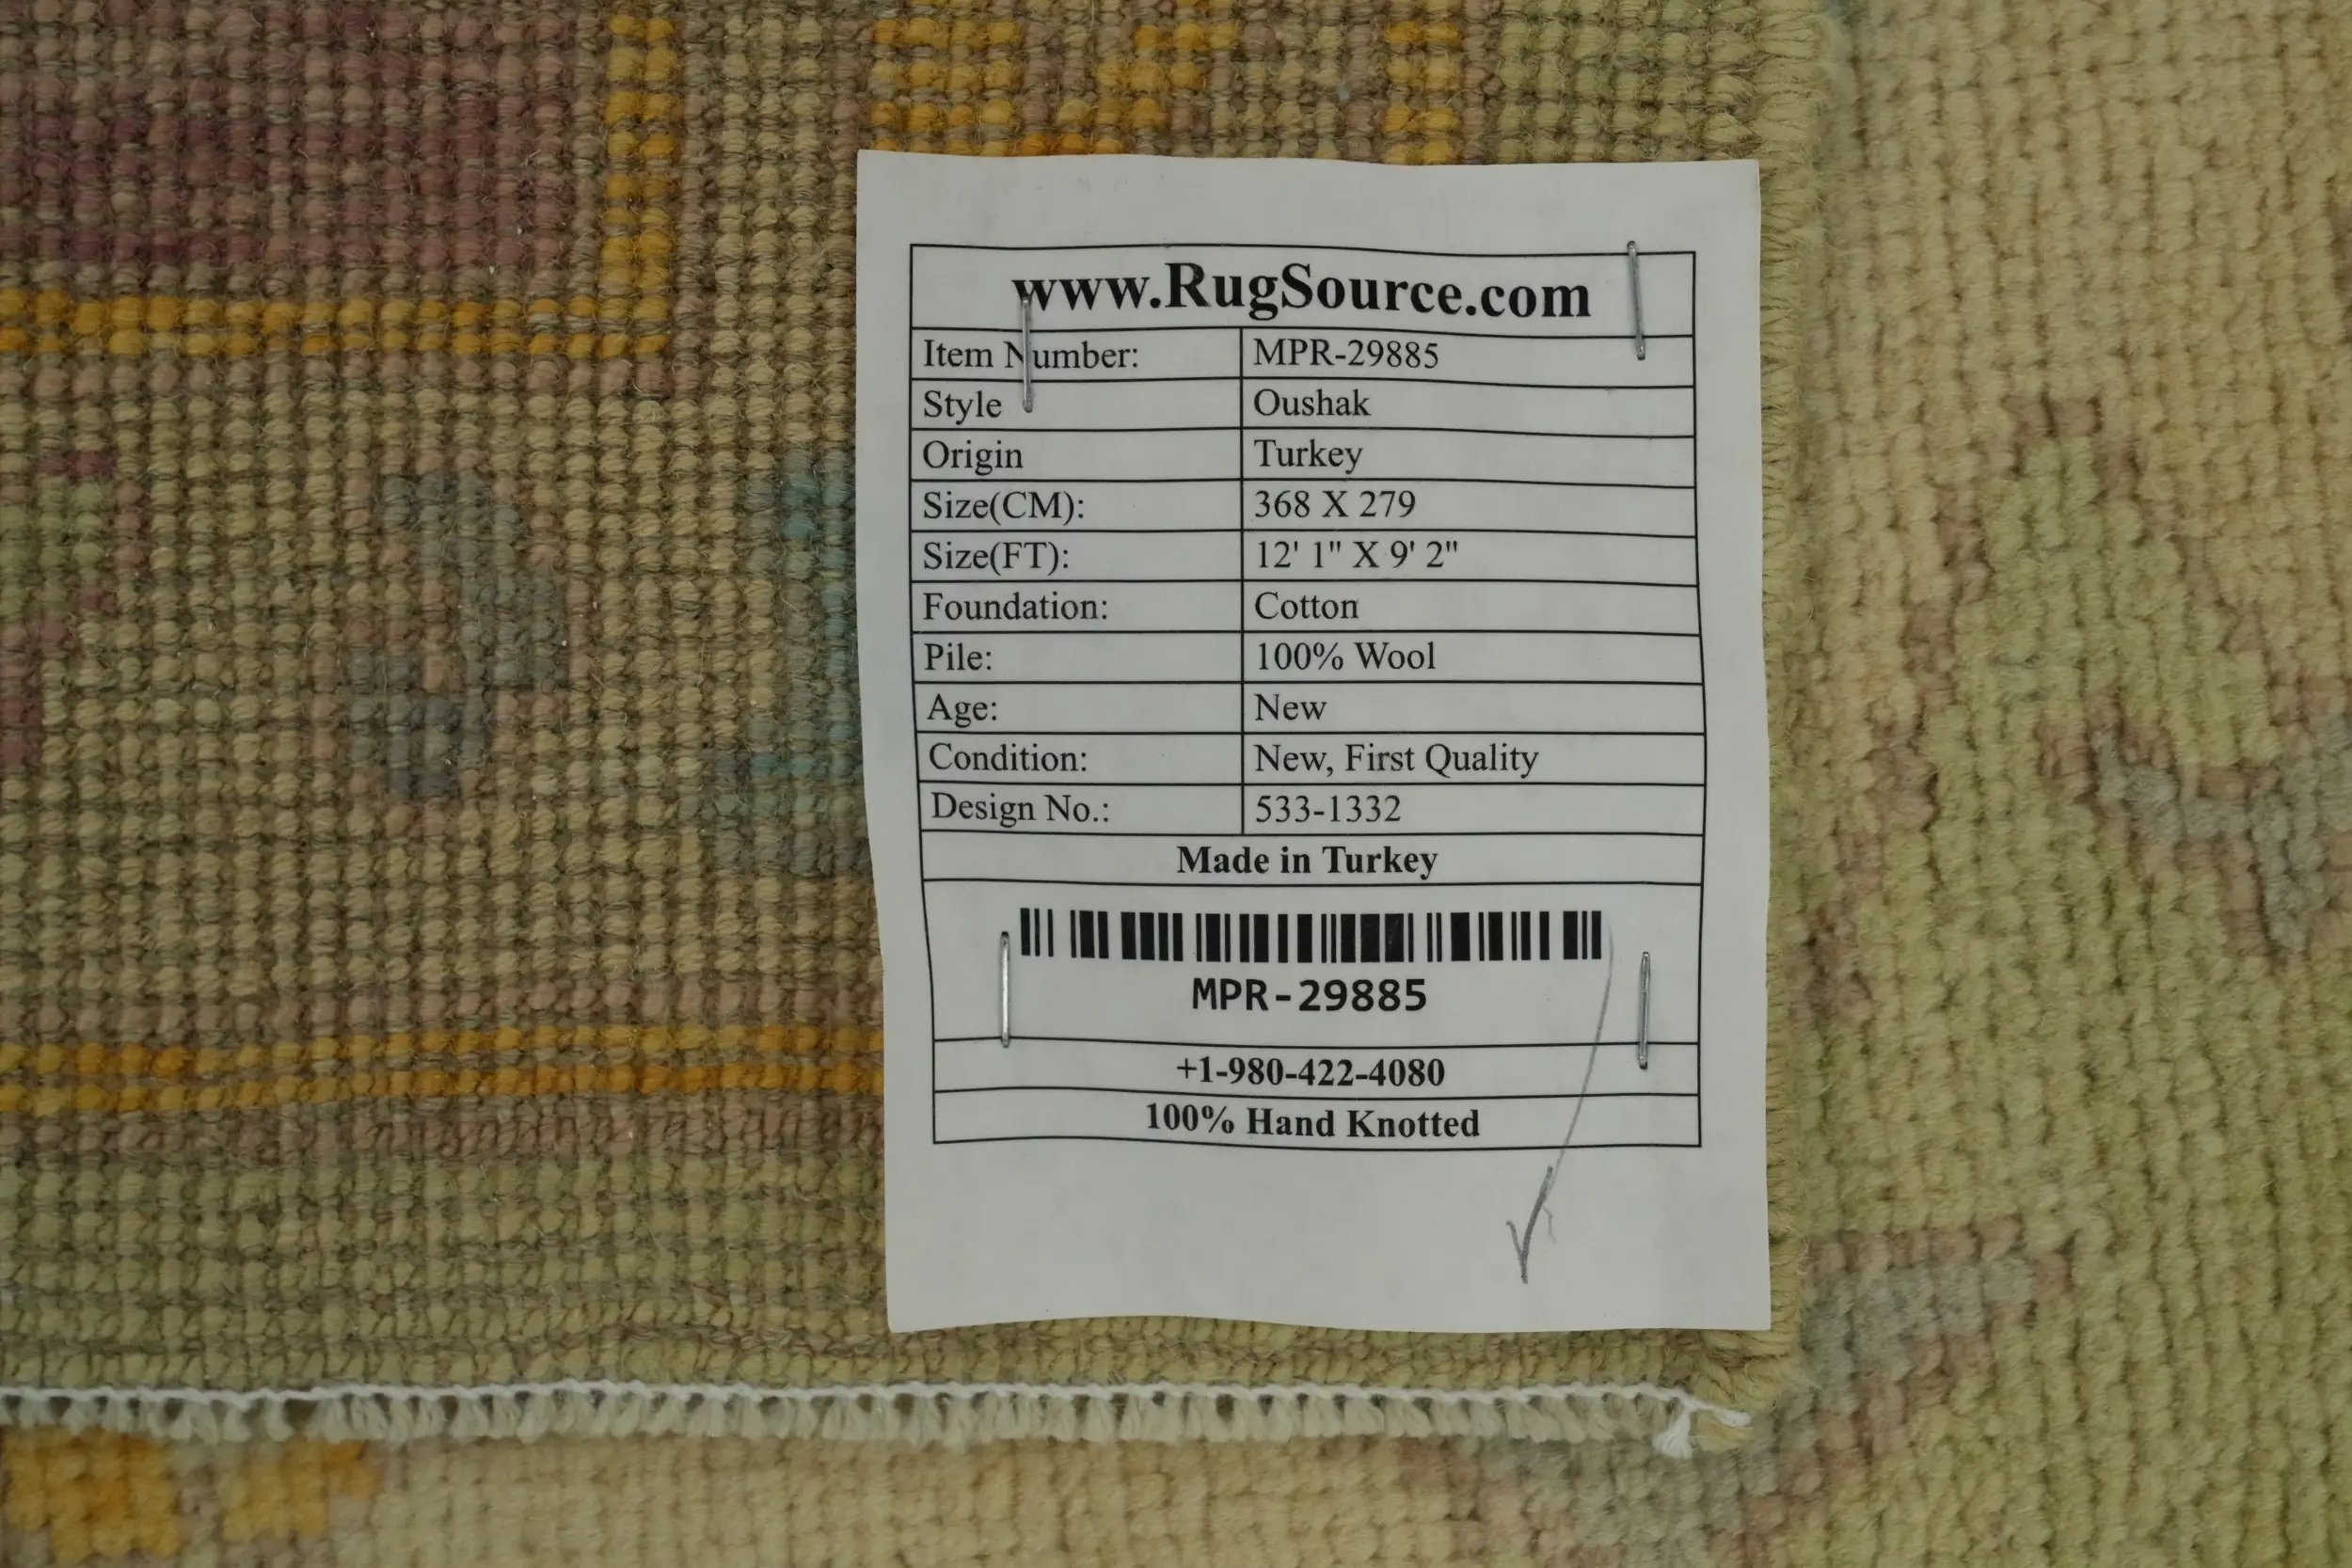 www.RugSource.com
Item Number: MPR-29885
Style Oushak
Origin Turkey
Size(CM): 368 X 279
Size(FT): 12' 1" X 9' 2"
Foundation: Cotton
Pile: 100% Wool
Age: New
Condition: New, First Quality
Design No.: 533-1332
Made in Turkey
MPR-29885
+1-980-422-4080
100% Hand Knotted